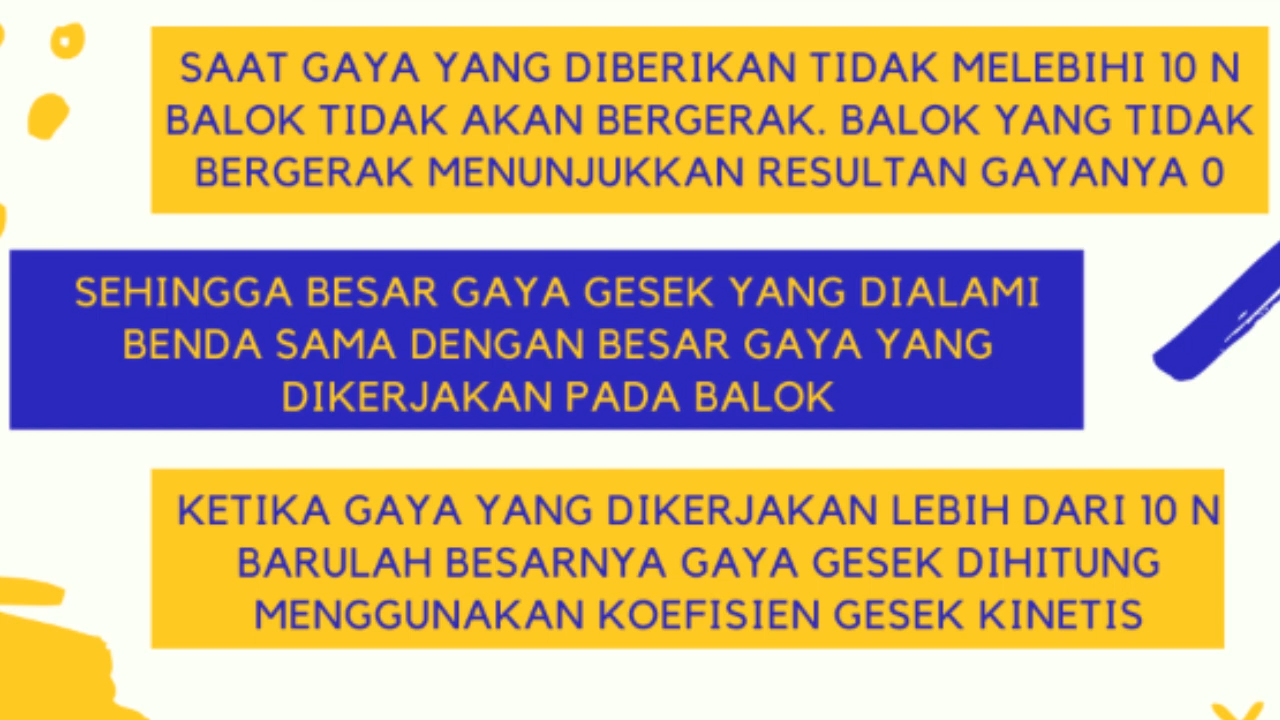 SAAT GAYA YANG DIBERIKAN TIDAK MELEBIHI 10 N
BALOK TIDAK AKAN BERGERAK. BALOK YANG TIDAK
BERGERAK MENUNJUKKAN RESULTAN GAYANYA 0
SEHINGGA BESAR GAYA GESEK YANG DIALAMI
BENDA SAMA DENGAN BESAR GAYA YANG
DIKERJAKAN PADA BALOK
KETIKA GAYA YANG DIKERJAKAN LEBIH DARI 10 N
BARULAH BESARNYA GAYA GESEK DIHITUNG
MENGGUNAKAN KOEFISIEN GESEK KINETIS